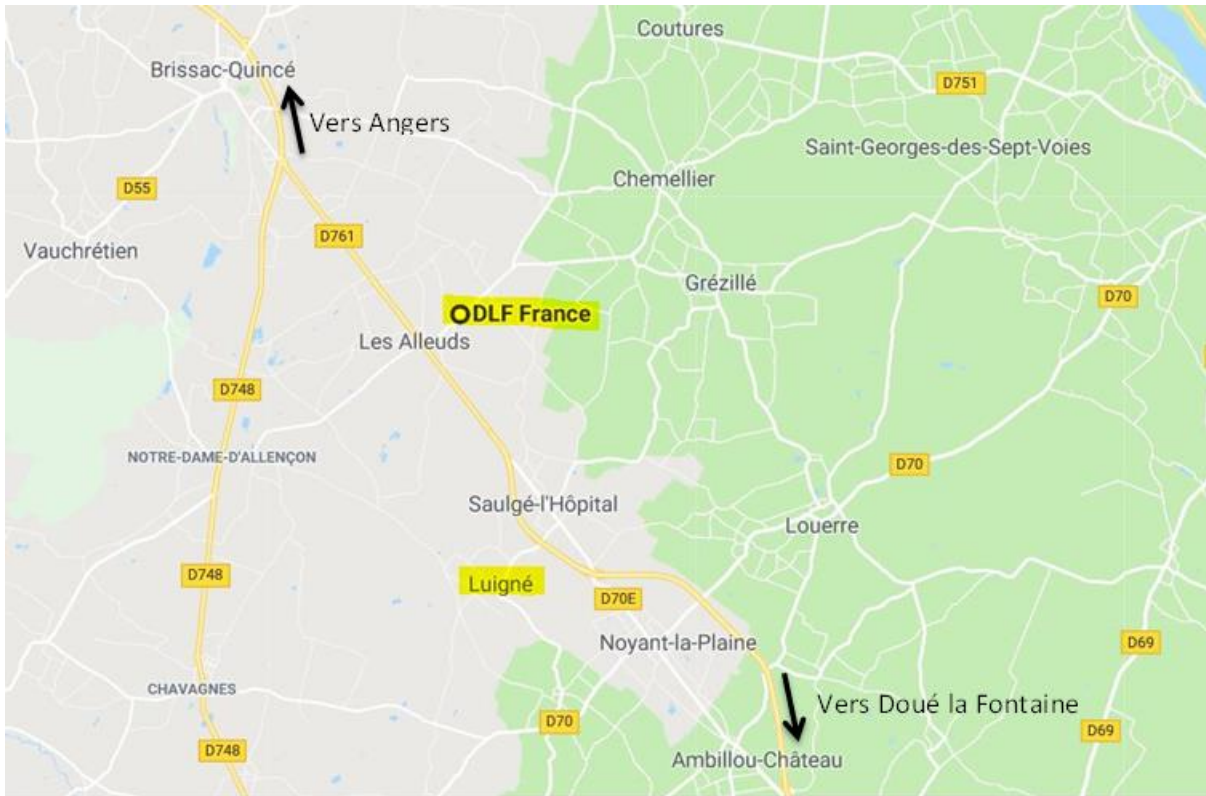 Coutures
Brissac-Quincé
D751
Vers Angers
Saint-Georges-des-Sept-Voies
Chemellier
D55
D761
Vauchrétien
Grézillé
D70
DLF France
Les Alleuds
D748
NOTRE-DAME-D'ALLENÇON
D70
Saulgé-l'Hôpital
Louerre
D748
Luigné
D70E
Noyant-la-Plaine
D69
CHAVAGNES
Vers Doué la Fontaine
D70
D69
D748
Ambillou-Château